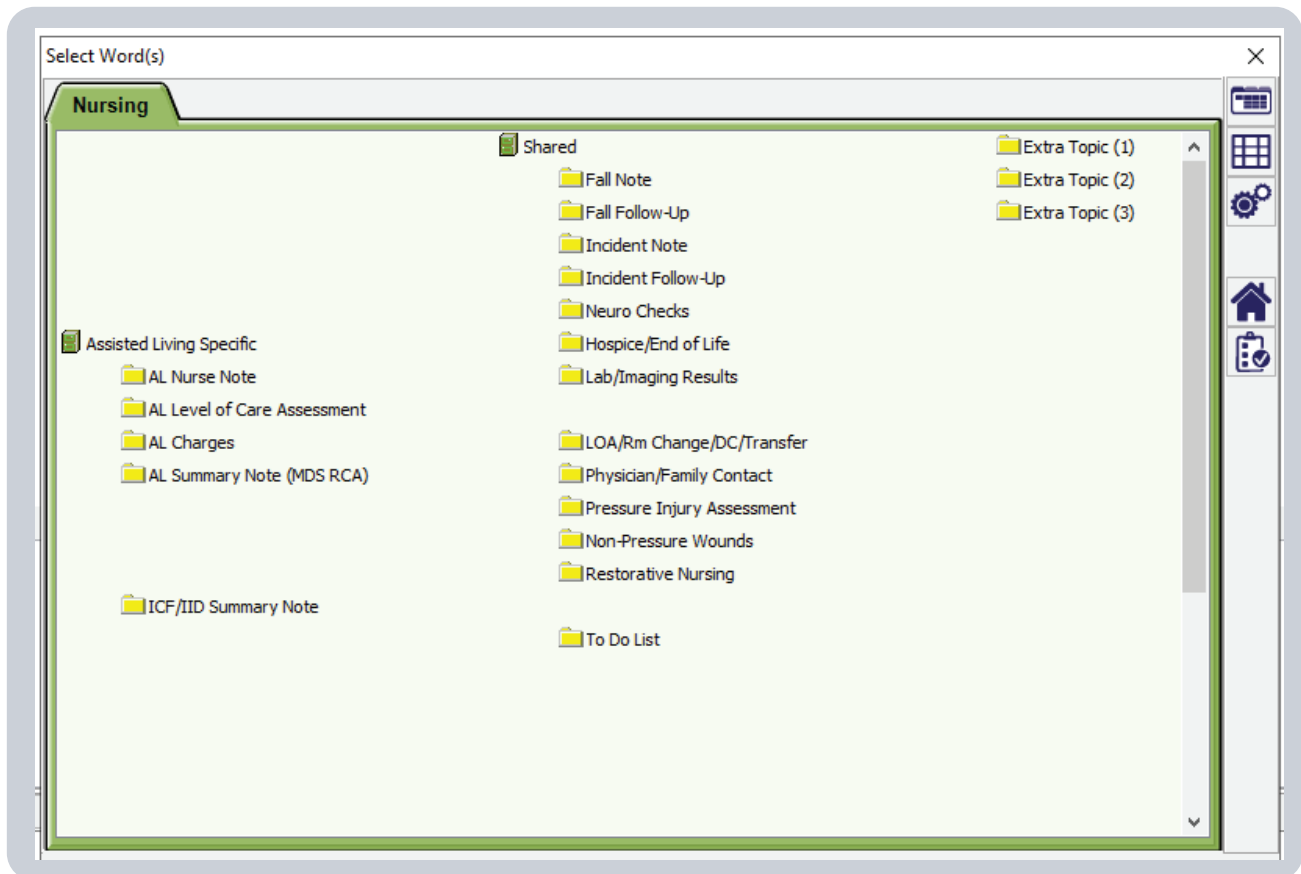 Select Word(s)
Nursing
Assisted Living Specific
AL Nurse Note
AL Level of Care Assessment
AL Charges
AL Summary Note (MDS RCA)
ICF/IID Summary Note
Shared
Fall Note
Fall Follow-Up
Incident Note
Incident Follow-Up
Neuro Checks
Hospice/End of Life
Lab/Imaging Results
LOA/Rm Change/DC/Transfer
Physician/Family Contact
Pressure Injury Assessment
Non-Pressure Wounds
Restorative Nursing
To Do List
Extra Topic (1)
Extra Topic (2)
Extra Topic (3)